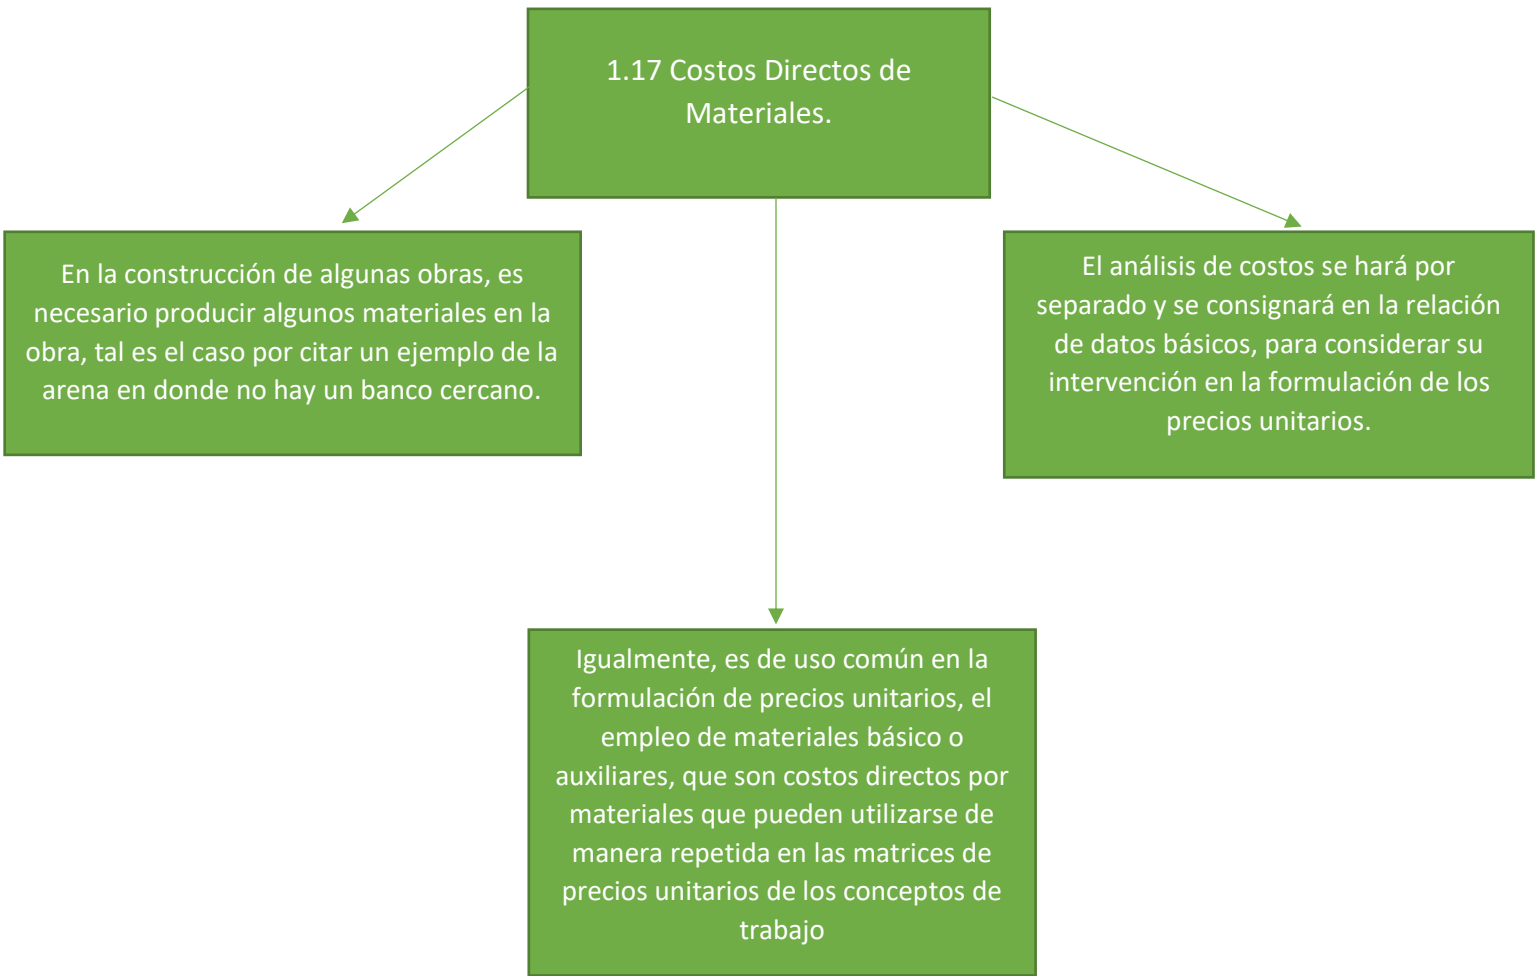 1.17 Costos Directos de
Materiales.
En la construcción de algunas obras, es
necesario producir algunos materiales en la
obra, tal es el caso por citar un ejemplo de la
arena en donde no hay un banco cercano.
El análisis de costos se hará por
separado y se consignará en la relación
de datos básicos, para considerar su
intervención en la formulación de los
precios unitarios.
Igualmente, es de uso común en la
formulación de precios unitarios, el
empleo de materiales básico o
auxiliares, que son costos directos por
materiales que pueden utilizarse de
manera repetida en las matrices de
precios unitarios de los conceptos de
trabajo